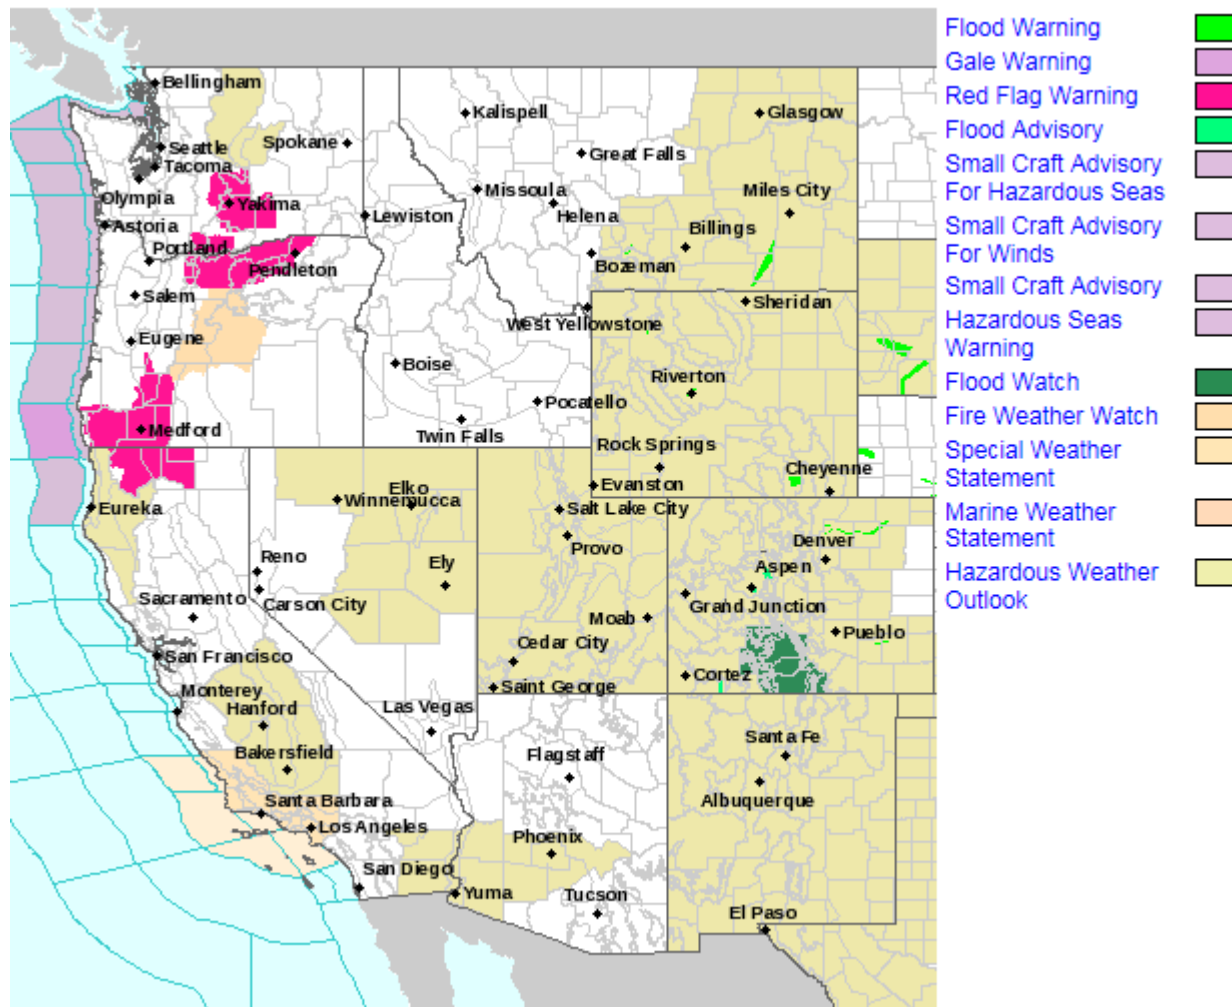 Flood Warning
Gale Warning
Red Flag Warning
Flood Advisory
Small Craft Advisory
For Hazardous Seas
Small Craft Advisory
For Winds
Small Craft Advisory
Hazardous Seas
Warning
Flood Watch
Fire Weather Watch
Special Weather
Statement
Marine Weather
Statement
Hazardous Weather
Outlook
Bellingham
Kalispell
Glasgow
Seattle
Spokane
Great Falls
Tacoma
Missoula
Miles City
Olympia
Yakima
Lewiston
Helena
Astoria
Billings
Portland
Pendleton
Bozeman
Salem
Sheridan
West Yellowstone
Eugene
Boise
Riverton
Pocatello
Medford
Twin Falls
Rock Springs
Cheyenne
Elko
Evanston
Winnemucca
Eureka
Salt Lake City
Provo
Denver
Reno
Ely
Aspen
Sacramento
Carson City
Grand Junction
Moab
Pueblo
Cedar City
San Francisco
Cortez
Saint George
Monterey
Hanford
Las Vegas
Santa Fe
Bakersfield
Flagstaff
Albuquerque
Santa Barbara
Los Angeles
Phoenix
San Diego
Yuma
Tucson
El Paso